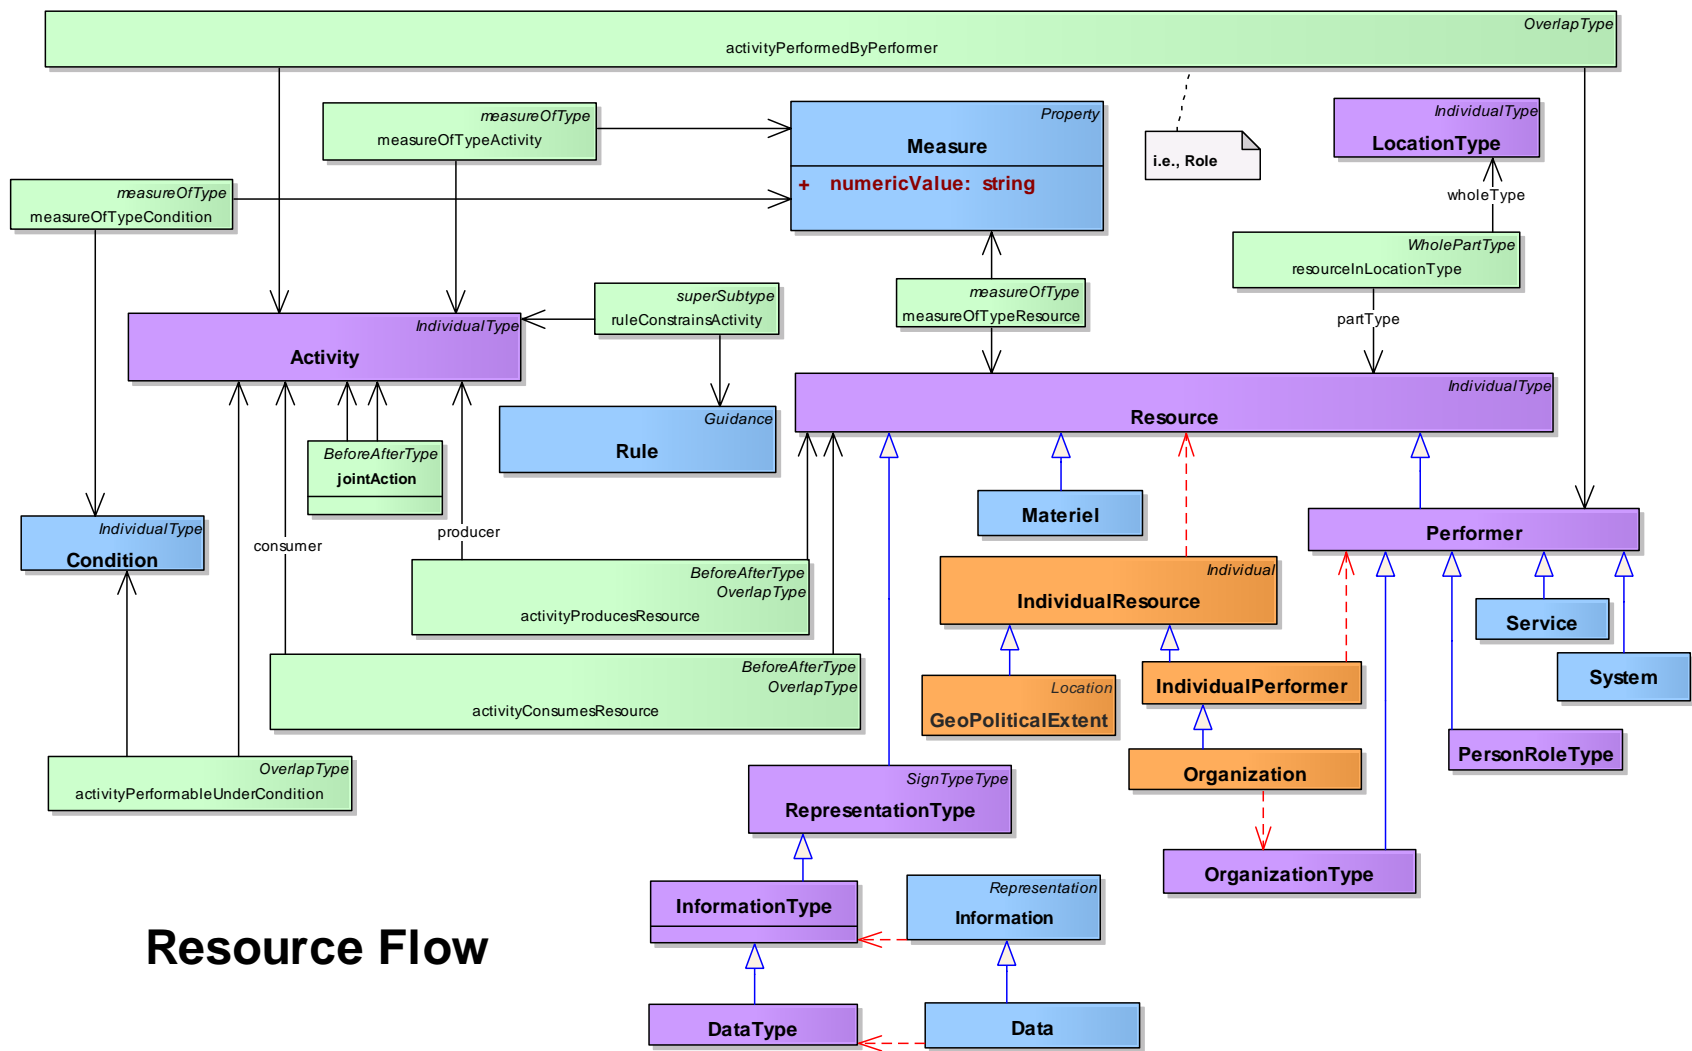 OverlapType
activityPerformedByPerformer
measureOfType
measureOfTypeActivity
Property
Measure
+ numericValue: string
i.e., Role
IndividualType
LocationType
measureOfType
measureOfTypeCondition
wholeType
WholePartType
resourceInLocationType
partType
superSubtype
ruleConstrainsActivity
measureOfType
measureOfTypeResource
IndividualType
Activity
IndividualType
Resource
Guidance
Rule
BeforeAfterType
jointAction
Materiel
IndividualType
Condition
consumer
producer
Performer
BeforeAfterType
OverlapType
activityProducesResource
Individual
IndividualResource
Service
BeforeAfterType
OverlapType
activityConsumesResource
Location
GeoPoliticalExtent
IndividualPerformer
System
PersonRoleType
OverlapType
activityPerformableUnderCondition
SignTypeType
RepresentationType
Organization
OrganizationType
InformationType
Representation
Information
Resource Flow
DataType
Data